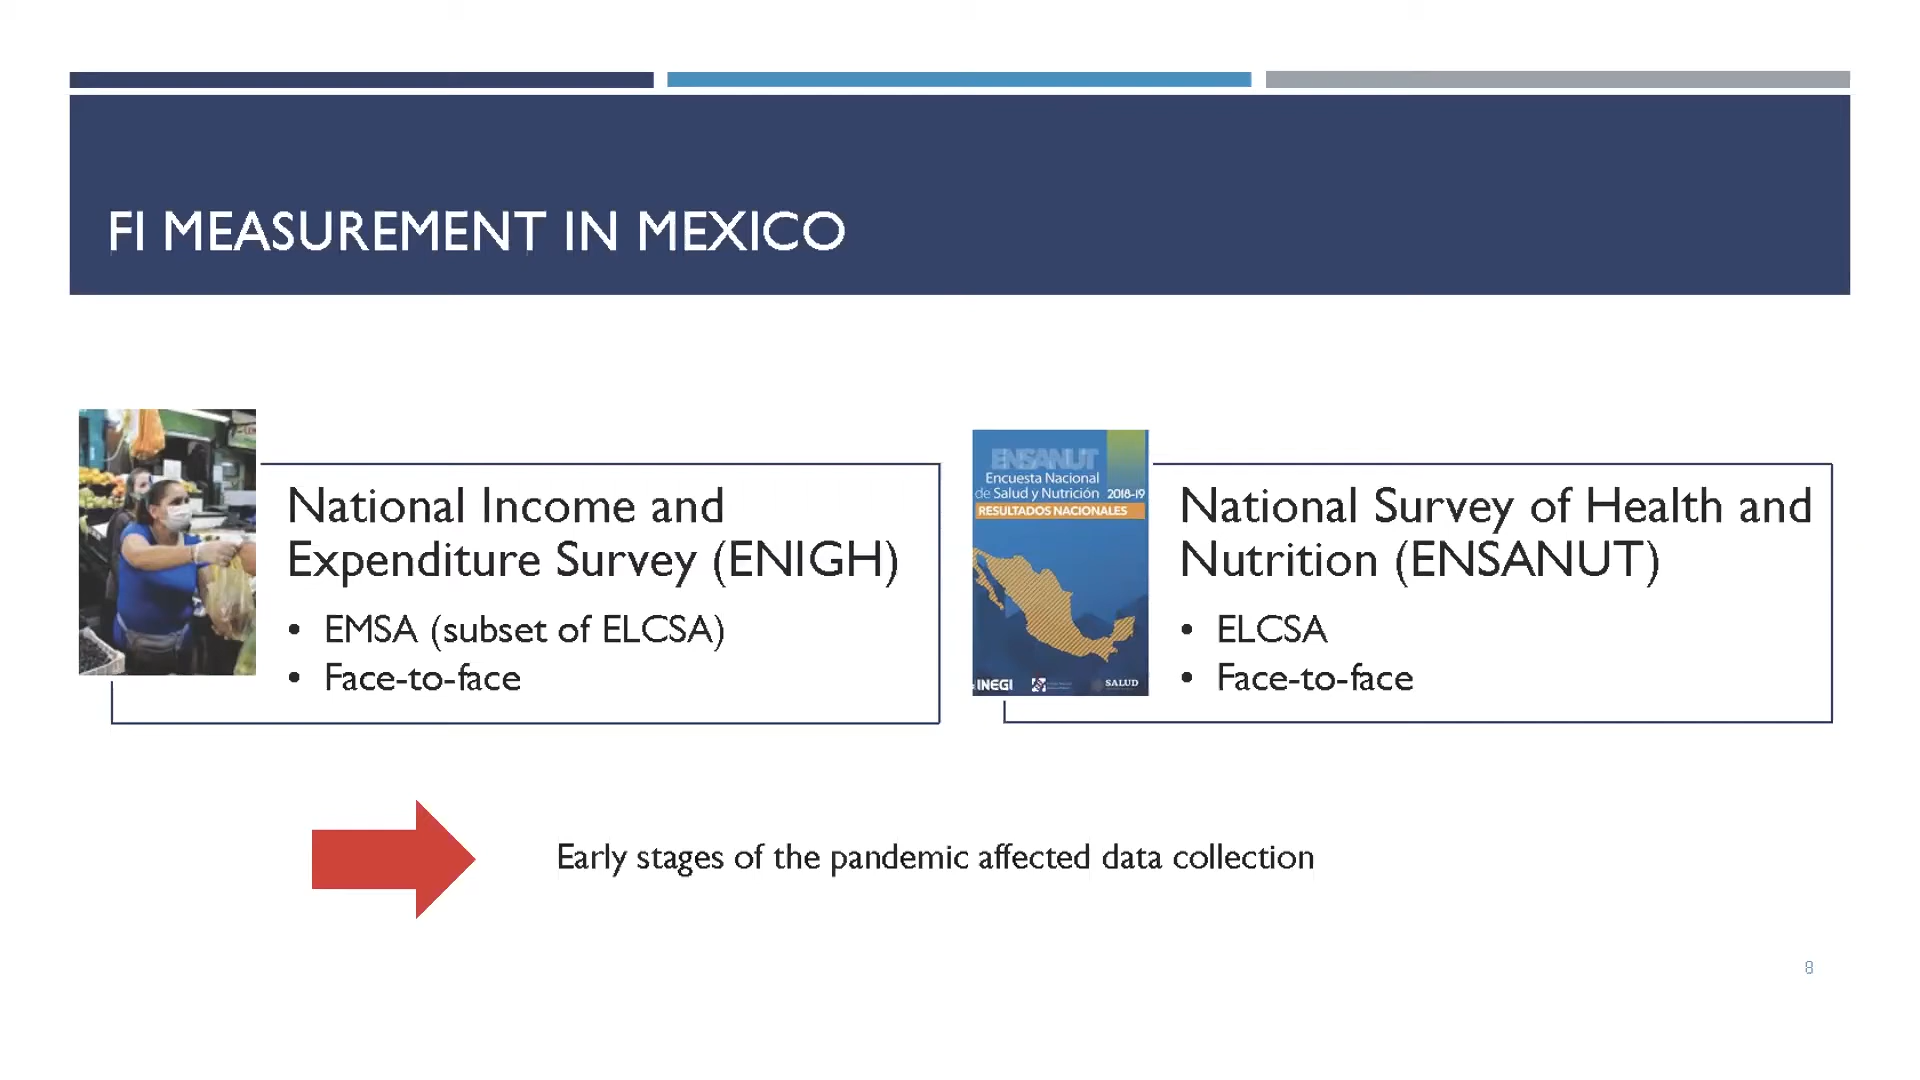 FI MEASUREMENT IN MEXICO
National Income and
Expenditure Survey (ENIGH)
• EMSA (subset of ELCSA)
• Face-to-face
ENSANUT
Encuesta Nacional
de Salud y Nutrición 2018-19
RESULTADOS NACIONALES
INEGI
SALUD
National Survey of Health and
Nutrition (ENSANUT)
• ELCSA
• Face-to-face
Early stages of the pandemic affected data collection
8